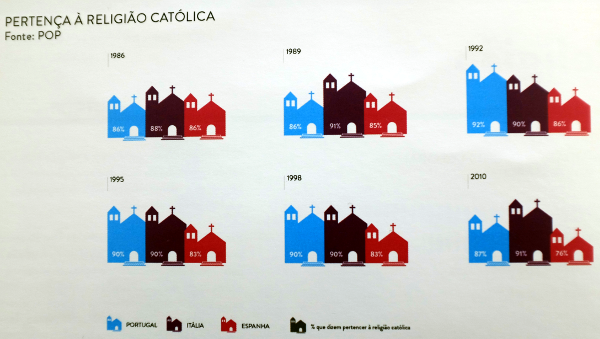 PERTENÇA À RELIGIÃO CATÓLICA
Fonte: POP
1986
86% 88% 86%
1989
86% 91% 85%
1992
92% 90% 86%
1995
90% 90% 83%
1998
90% 90% 83%
2010
87% 91% 76%
PORTUGAL ITÁLIA ESPANHA % que dizem pertencer à religião católica